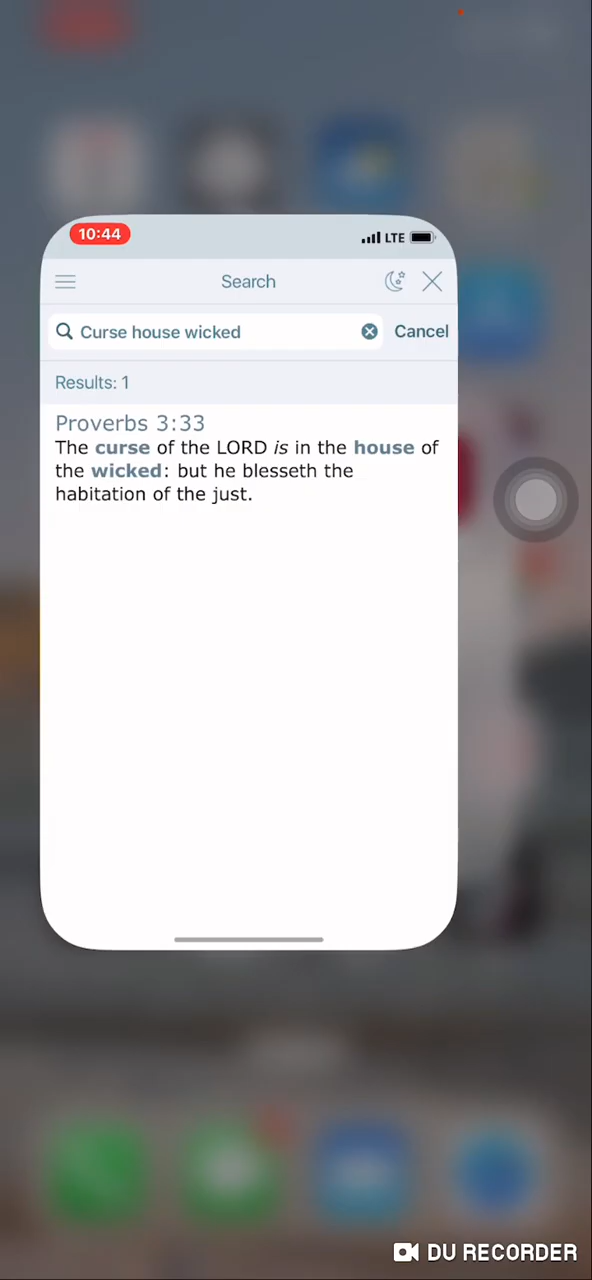 10:44
LTE
Search
Curse house wicked
Cancel
Results: 1
Proverbs 3:33
The curse of the LORD is in the house of
the wicked: but he blesseth the
habitation of the just.
DU RECORDER